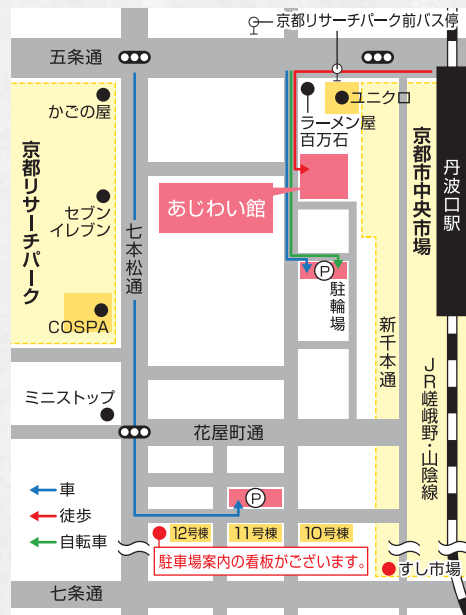 京都リサーチパーク前バス停
五条通
かごの屋
ユニクロ
ラーメン屋
百万石
京都リサーチパーク
京都市中央市場
丹波口駅
あじわい館
セブン
イレブン
七本松通
P
駐輪場
COSPA
新千本通
JR嵯峨野・山陰線
ミニストップ
花屋町通
車
徒歩
自転車
P
12号棟
11号棟
10号棟
駐車場案内の看板がございます。
すし市場
七条通